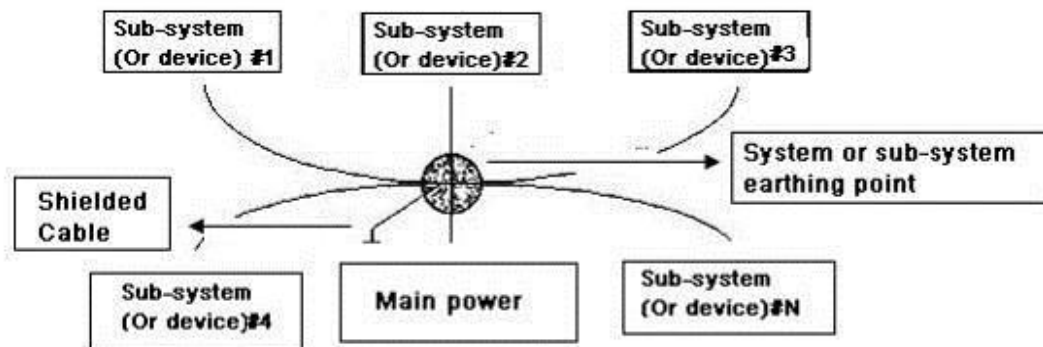 Sub-system
(Or device) #1
Sub-system
(Or device)#2
Sub-system
(Or device)#3
System or sub-system
earthing point
Shielded
Cable
Sub-system
(Or device)#4
Main power
Sub-system
(Or device)#N